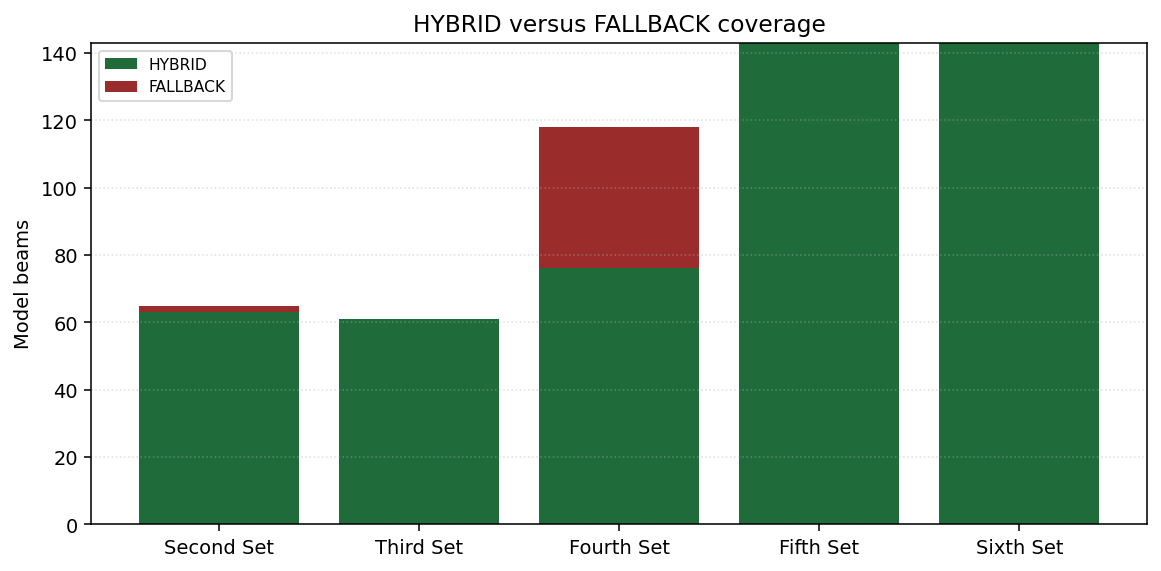 HYBRID versus FALLBACK coverage
HYBRID
FALLBACK
Model beams
140
120
100
80
60
40
20
0
Second Set
Third Set
Fourth Set
Fifth Set
Sixth Set